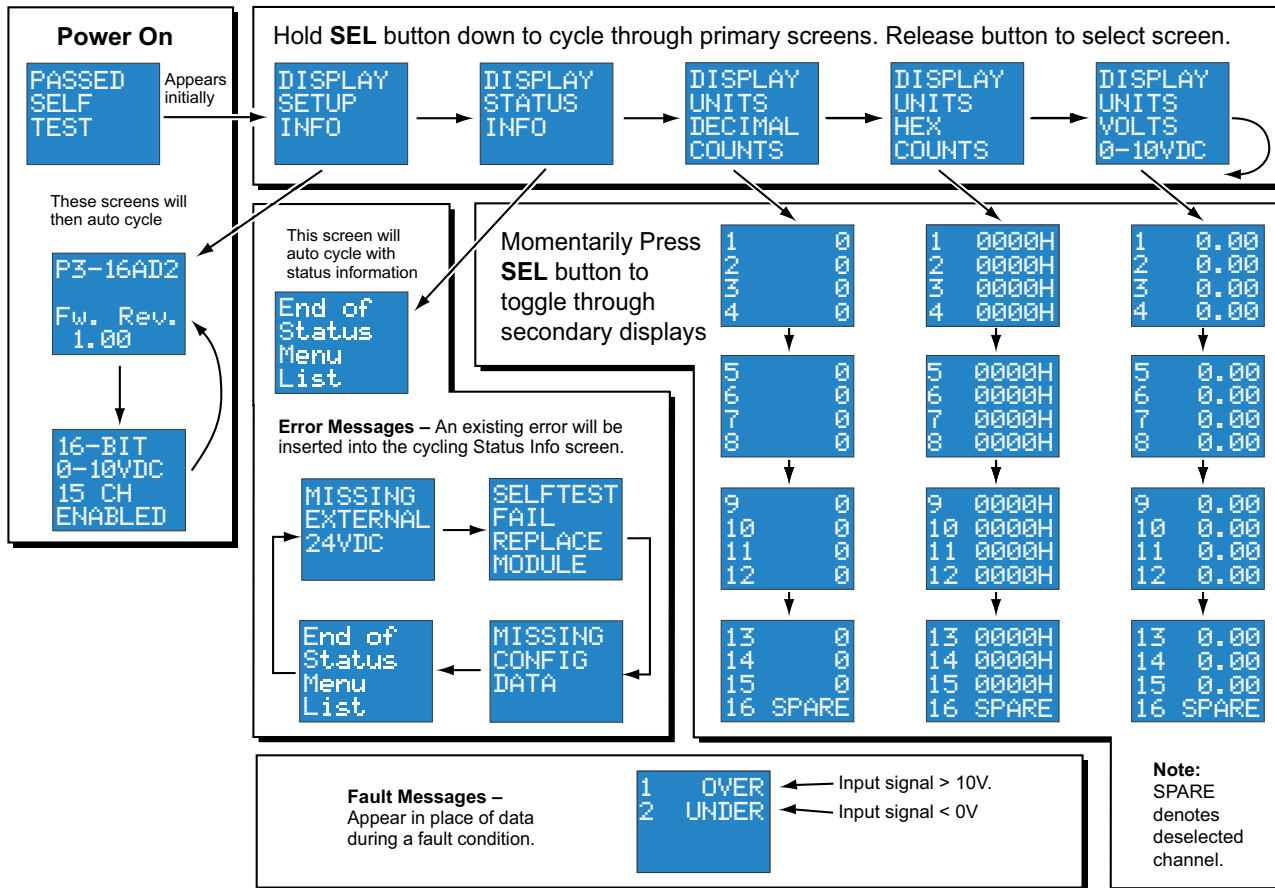 Power On
PASSED
SELF
TEST
Appears
initially
These screens will
then auto cycle
P3-16AD2
Fw. Rev.
1.00
16-BIT
0-10VDC
15 CH
ENABLED
Hold SEL button down to cycle through primary screens. Release button to select screen.
DISPLAY
SETUP
INFO
DISPLAY
STATUS
INFO
DISPLAY
UNITS
DECIMAL
COUNTS
DISPLAY
UNITS
HEX
COUNTS
DISPLAY
UNITS
VOLTS
0-10VDC
This screen will
auto cycle with
status information
End of
Status
Menu
List
Error Messages – An existing error will be
inserted into the cycling Status Info screen.
MISSING
EXTERNAL
24VDC
SELFTEST
FAIL
REPLACE
MODULE
End of
Status
Menu
List
MISSING
CONFIG
DATA
Momentarily Press
SEL button to
toggle through
secondary displays
1 0
2 0
3 0
4 0
5 0
6 0
7 0
8 0
9 0
10 0
11 0
12 0
13 0
14 0
15 0
16 SPARE
1 0000H
2 0000H
3 0000H
4 0000H
5 0000H
6 0000H
7 0000H
8 0000H
9 0000H
10 0000H
11 0000H
12 0000H
13 0000H
14 0000H
15 0000H
16 SPARE
1 0.00
2 0.00
3 0.00
4 0.00
5 0.00
6 0.00
7 0.00
8 0.00
9 0.00
10 0.00
11 0.00
12 0.00
13 0.00
14 0.00
15 0.00
16 SPARE
Fault Messages –
Appear in place of data
during a fault condition.
1 OVER
2 UNDER
Input signal > 10V.
Input signal < 0V
Note:
SPARE
denotes
deselected
channel.